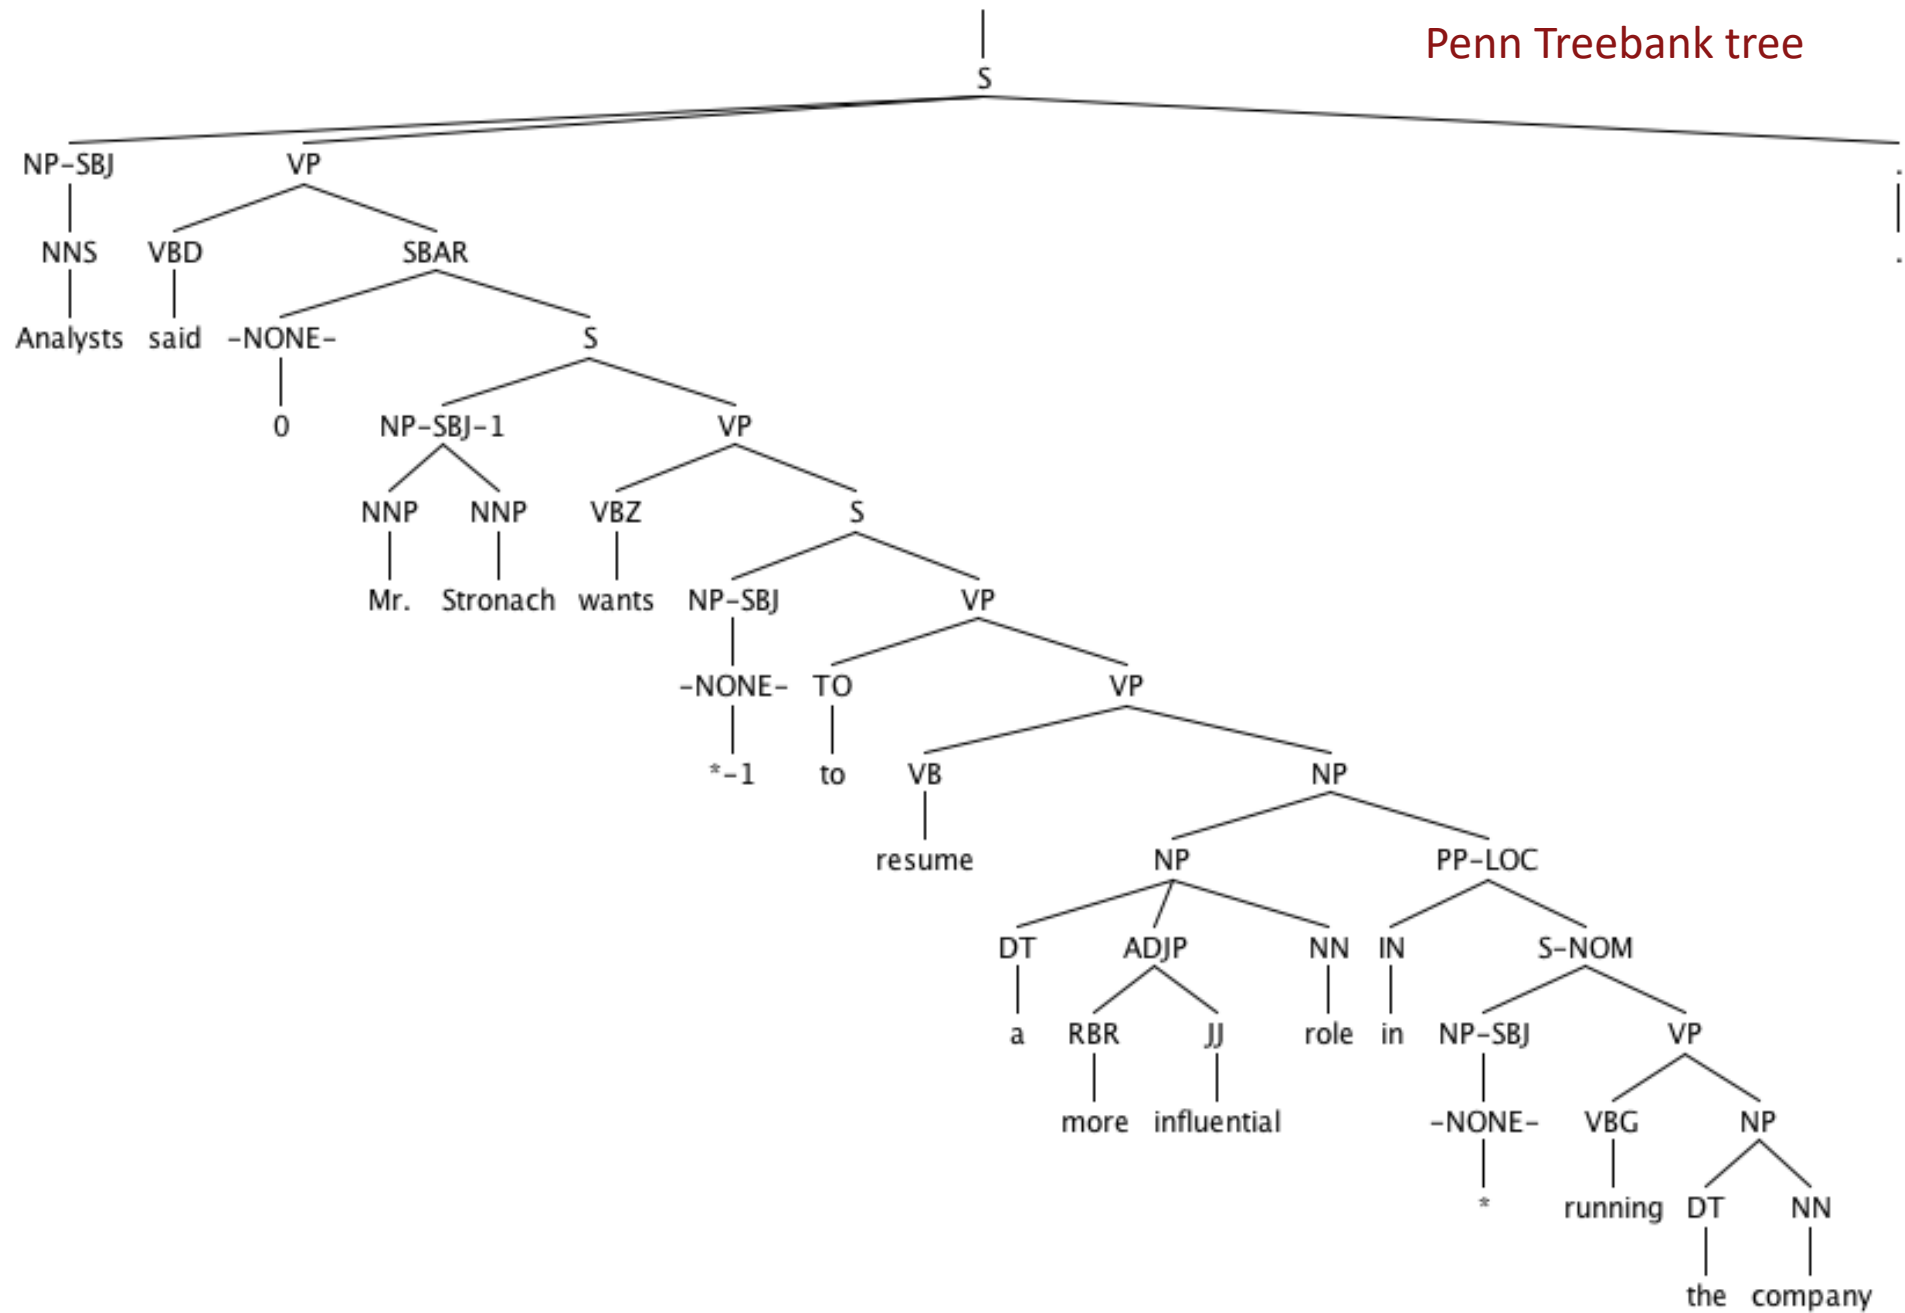 Penn Treebank tree
S
NP-SBJ VP .
NNS VBD SBAR .
Analysts said -NONE- S
0 NP-SBJ-1 VP
NNP NNP VBZ S
Mr. Stronach wants NP-SBJ VP
-NONE- TO VP
*-1 to VB NP
resume NP PP-LOC
DT ADJP NN IN S-NOM
a RBR JJ role in NP-SBJ VP
more influential -NONE- VBG NP
* running DT NN
the company